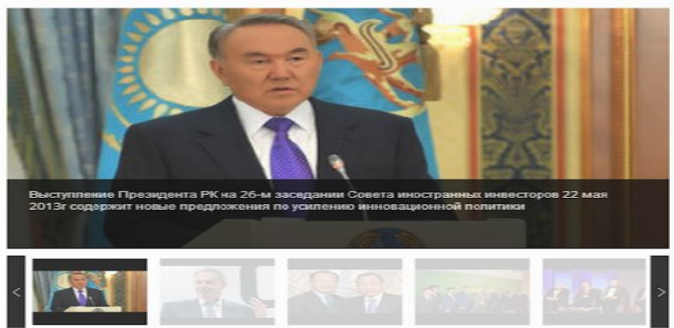 Выступление Президента РК на 26-м заседании Совета иностранных инвесторов 22 мая
2013г содержит новые предложения по усилению инновационной политики